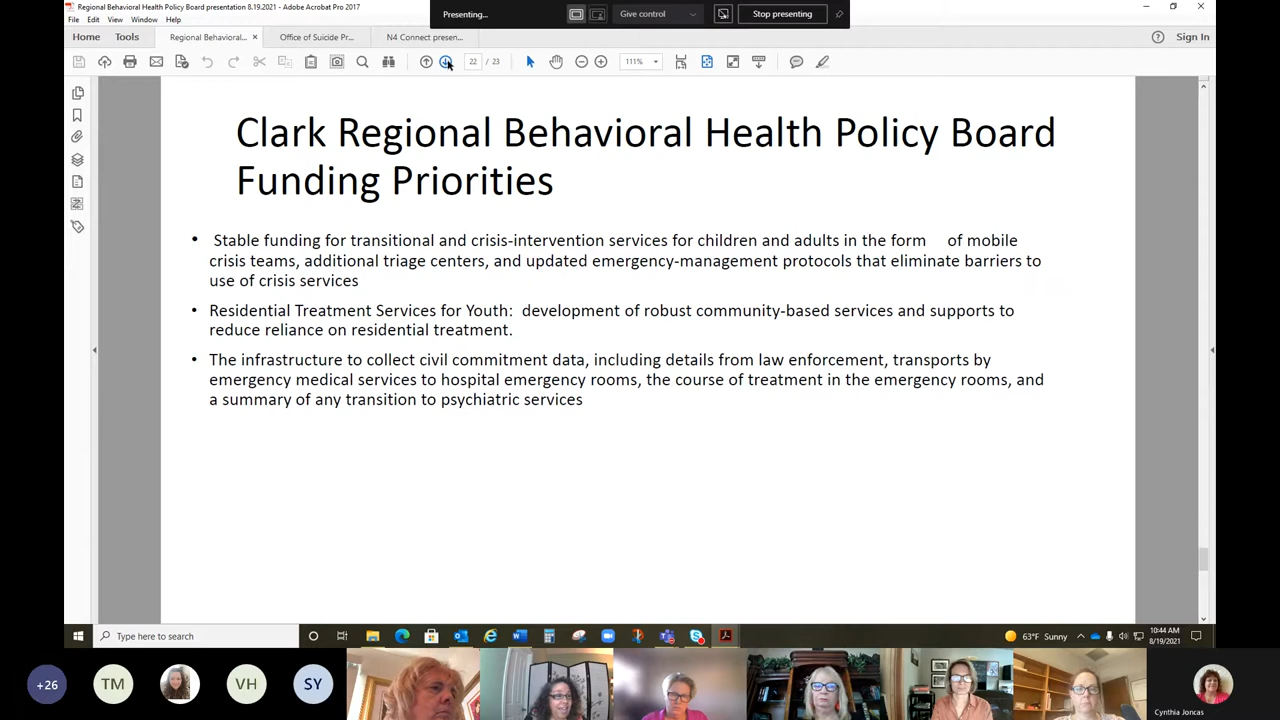 Regional Behavioral Health Policy Board presentation 8.19.2021 - Adobe Acrobat Pro 2017
Presenting...
Give control
Stop presenting
File Edit View Window Help
Home Tools
Regional Behavioral... ×
Office of Suicide Pr...
N4 Connect presen...
Sign In
22 / 23
111%
Clark Regional Behavioral Health Policy Board
Funding Priorities
• Stable funding for transitional and crisis-intervention services for children and adults in the form of mobile
crisis teams, additional triage centers, and updated emergency-management protocols that eliminate barriers to
use of crisis services
• Residential Treatment Services for Youth: development of robust community-based services and supports to
reduce reliance on residential treatment.
• The infrastructure to collect civil commitment data, including details from law enforcement, transports by
emergency medical services to hospital emergency rooms, the course of treatment in the emergency rooms, and
a summary of any transition to psychiatric services
Type here to search
63°F Sunny
10:44 AM
8/19/2021
+26
TM
VH
SY
Cynthia Joncas